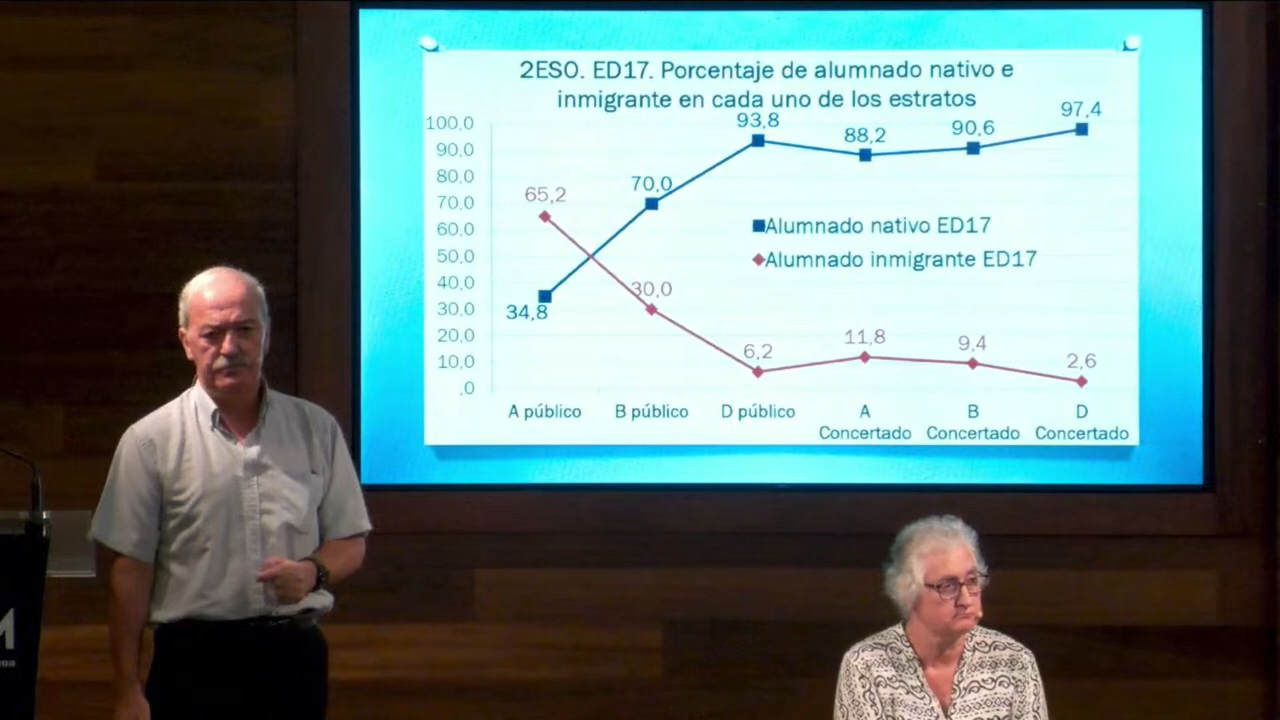 2ESO. ED17. Porcentaje de alumnado nativo e
inmigrante en cada uno de los estratos
100,0
90,0
80,0
70,0
60,0
50,0
40,0
30,0
20,0
10,0
,0
93,8
88,2
90,6
97,4
70,0
34,8
65,2
30,0
6,2
11,8
9,4
2,6
Alumnado nativo ED17
Alumnado inmigrante ED17
A público
B público
D público
A
Concertado
B
Concertado
D
Concertado